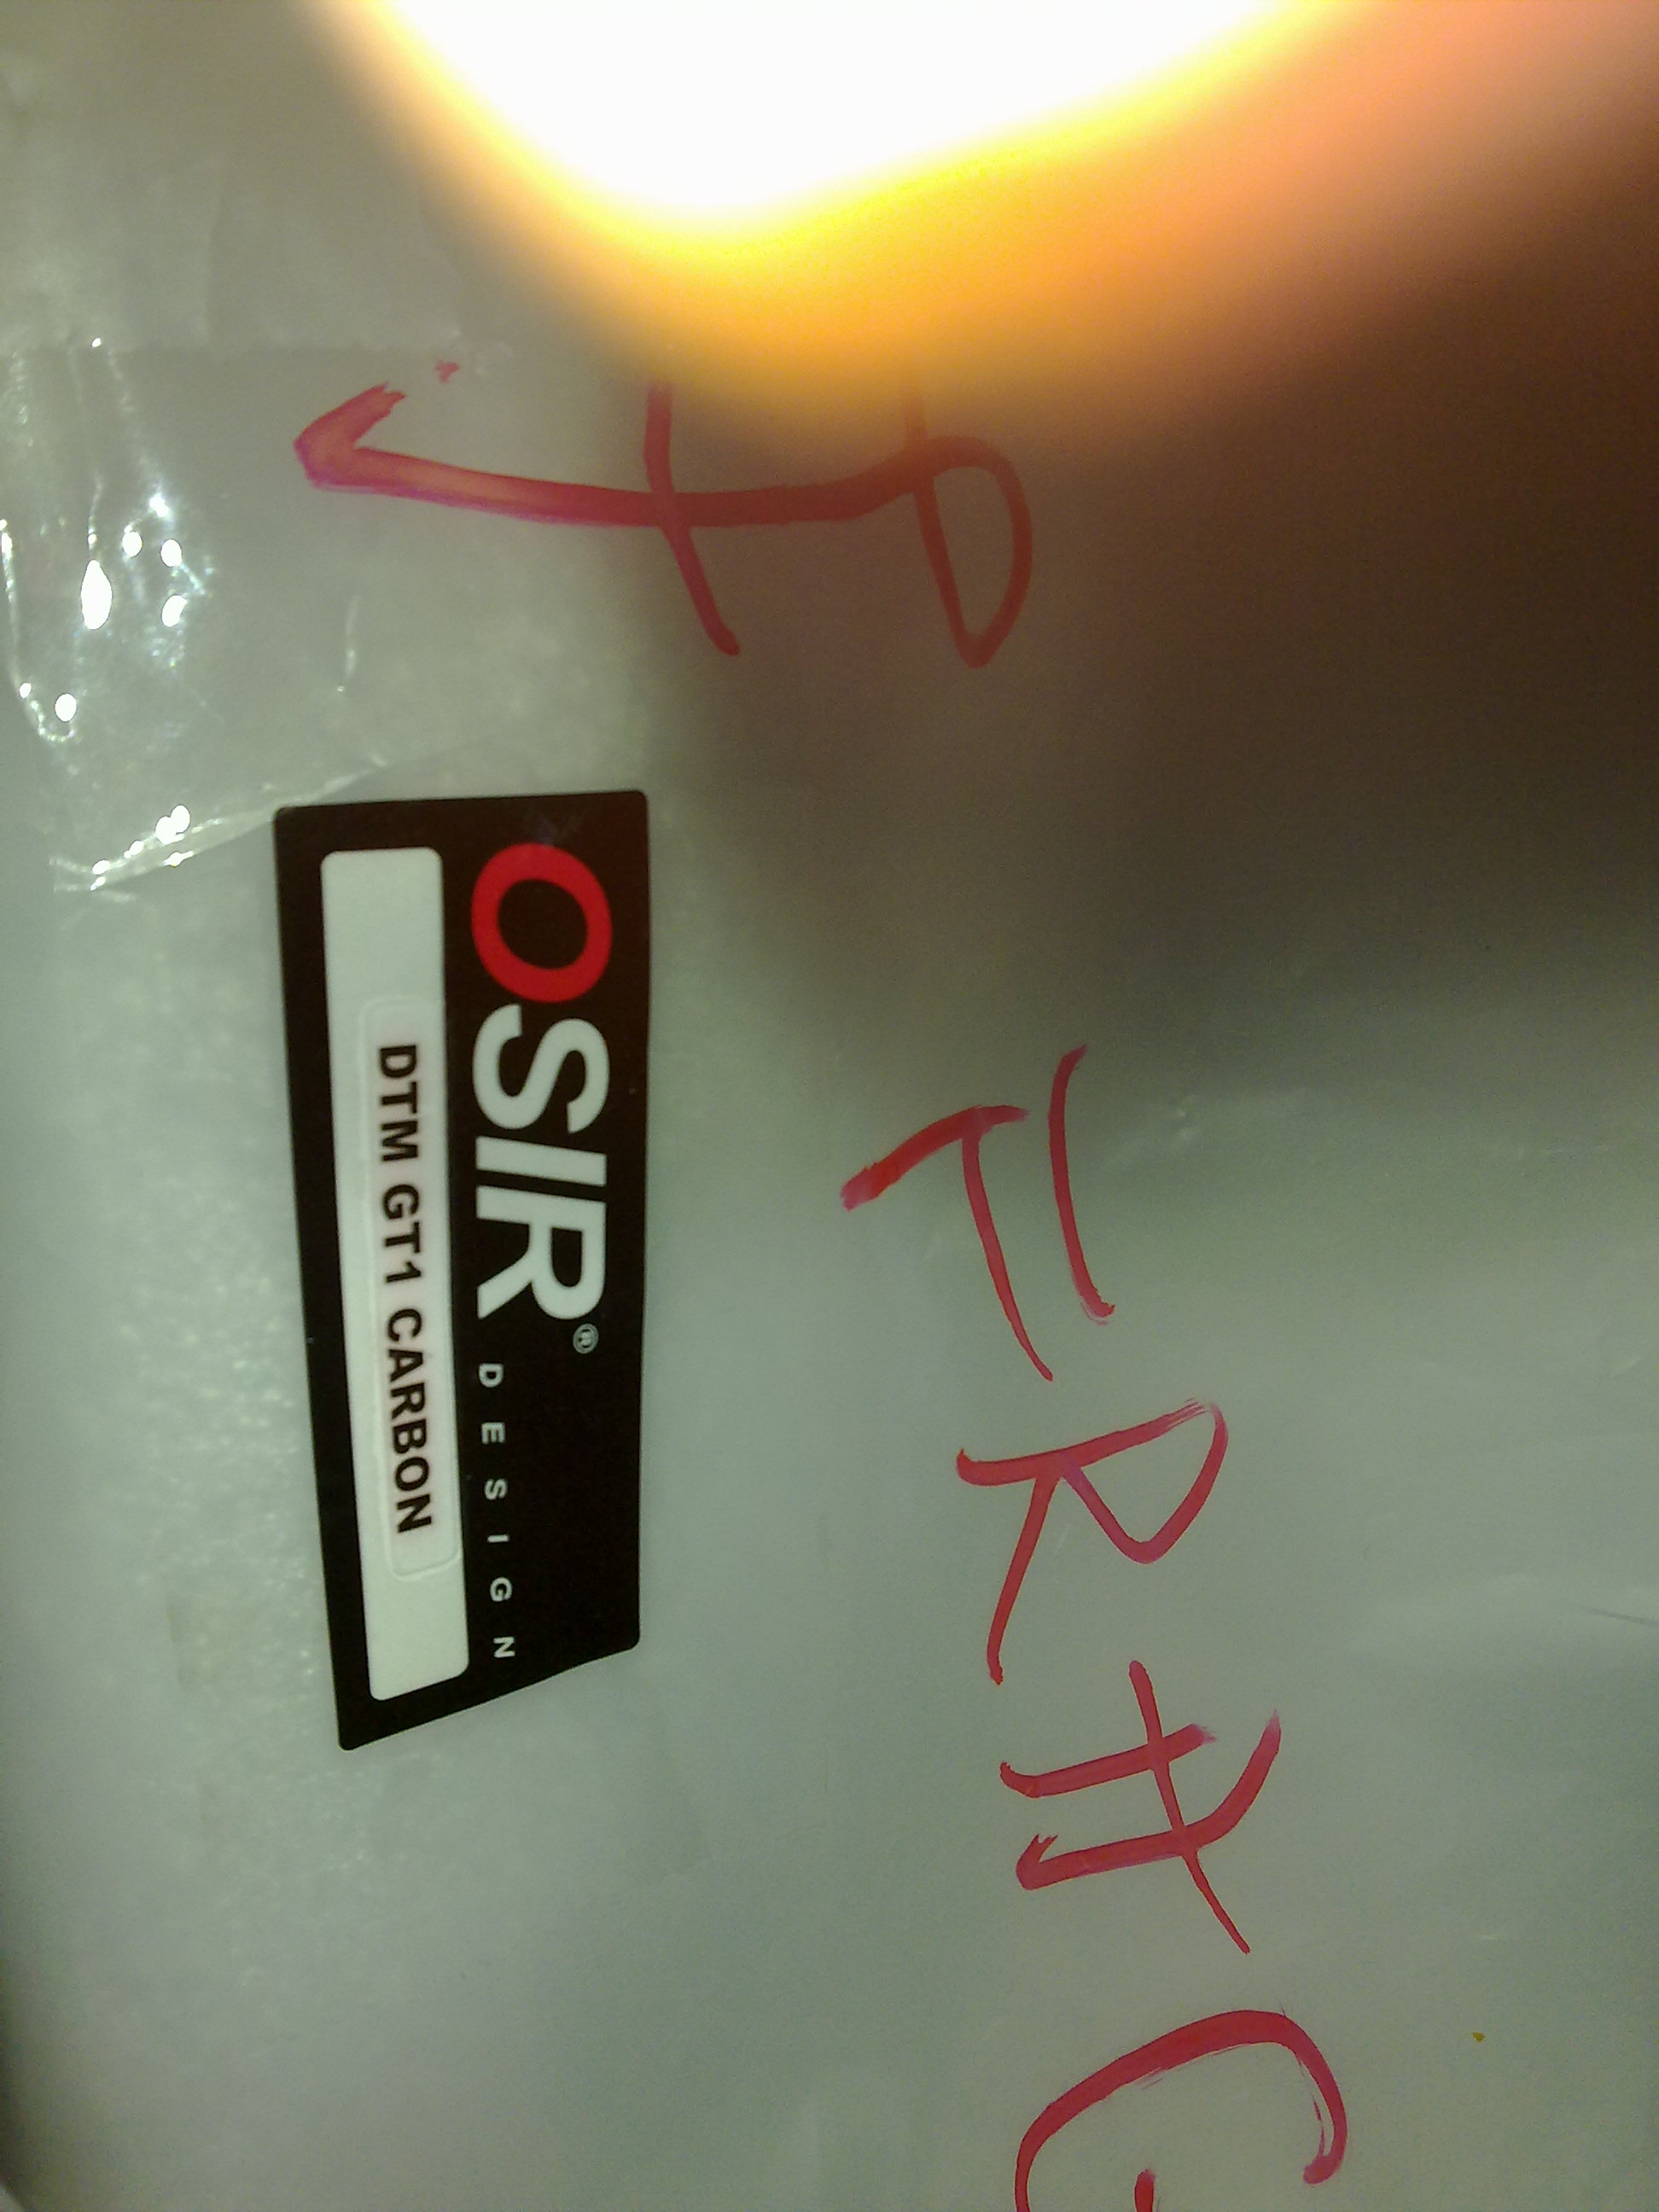 FRAG
OSIR® DESIGN
DTM GT1 CARBON